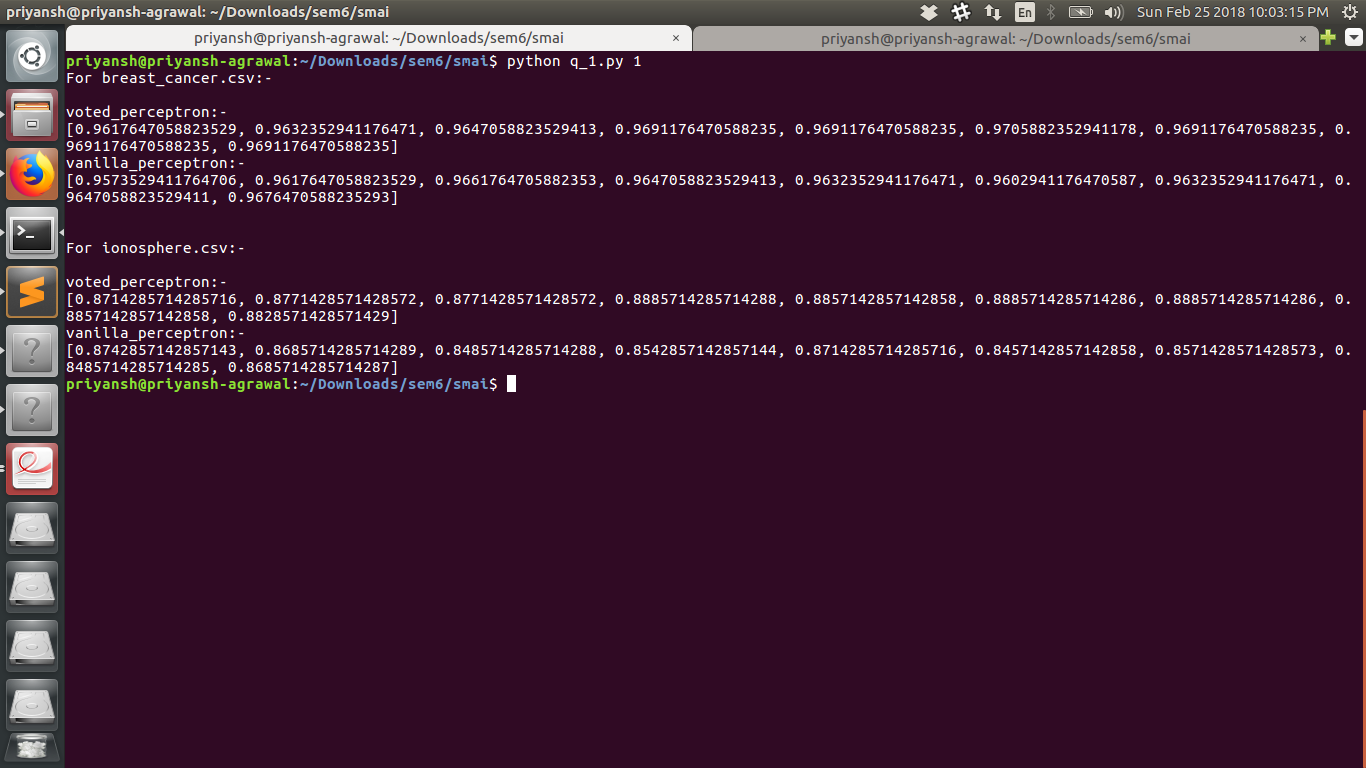 priyansh@priyansh-agrawal: ~/Downloads/sem6/smai
En
Sun Feb 25 2018 10:03:15 PM
priyansh@priyansh-agrawal: ~/Downloads/sem6/smai ×
priyansh@priyansh-agrawal: ~/Downloads/sem6/smai ×
priyansh@priyansh-agrawal:~/Downloads/sem6/smai$ python q_1.py 1
For breast_cancer.csv:-
voted_perceptron:-
[0.9617647058823529, 0.9632352941176471, 0.9647058823529413, 0.9691176470588235, 0.9691176470588235, 0.9705882352941178, 0.9691176470588235, 0.
9691176470588235, 0.9691176470588235]
vanilla_perceptron:-
[0.9573529411764706, 0.9617647058823529, 0.9661764705882353, 0.9647058823529413, 0.9632352941176471, 0.9602941176470587, 0.9632352941176471, 0.
9647058823529411, 0.9676470588235293]
For ionosphere.csv:-
voted_perceptron:-
[0.8714285714285716, 0.8771428571428572, 0.8771428571428572, 0.8885714285714288, 0.8857142857142858, 0.8885714285714286, 0.8885714285714286, 0.
8857142857142858, 0.8828571428571429]
vanilla_perceptron:-
[0.8742857142857143, 0.8685714285714289, 0.8485714285714288, 0.8542857142857144, 0.8714285714285716, 0.8457142857142858, 0.8571428571428573, 0.
8485714285714285, 0.8685714285714287]
priyansh@priyansh-agrawal:~/Downloads/sem6/smai$